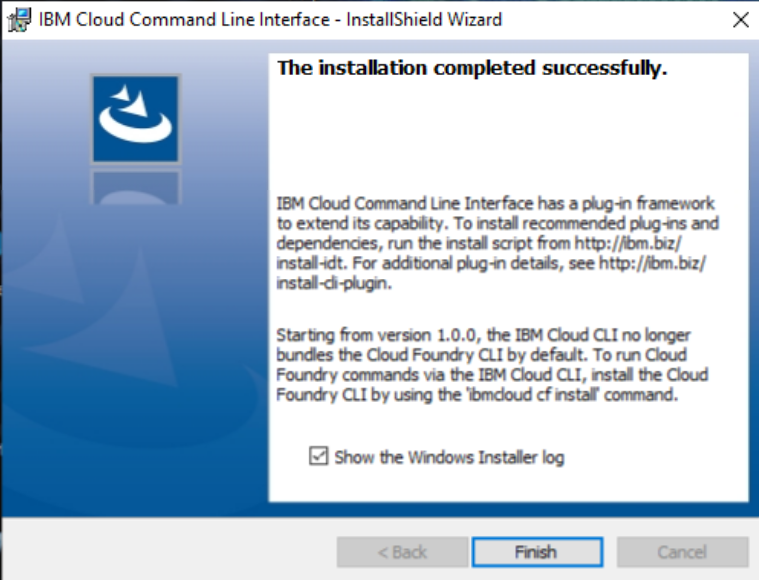 IBM Cloud Command Line Interface - InstallShield Wizard
The installation completed successfully.
IBM Cloud Command Line Interface has a plug-in framework
to extend its capability. To install recommended plug-ins and
dependencies, run the install script from http://ibm.biz/
install-idt. For additional plug-in details, see http://ibm.biz/
install-cli-plugin.
Starting from version 1.0.0, the IBM Cloud CLI no longer
bundles the Cloud Foundry CLI by default. To run Cloud
Foundry commands via the IBM Cloud CLI, install the Cloud
Foundry CLI by using the 'ibmcloud cf install' command.
Show the Windows Installer log
< Back
Finish
Cancel